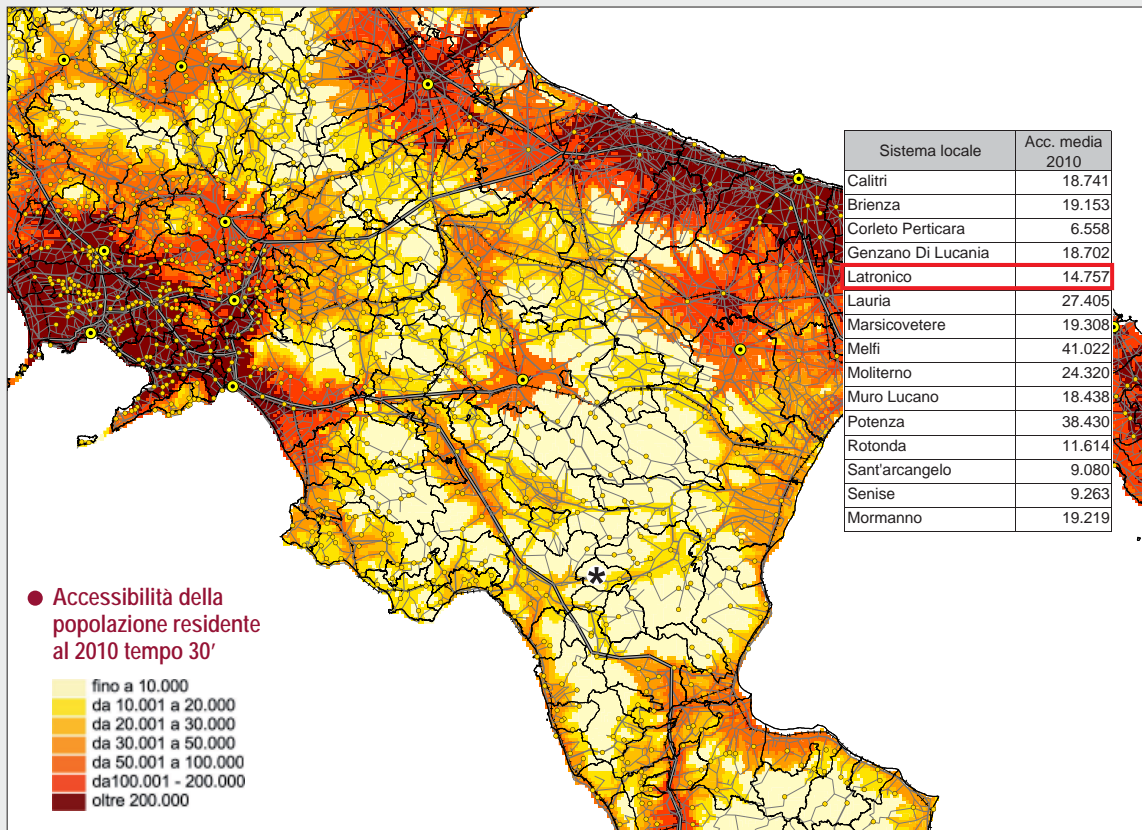 Sistema locale Acc. media 2010
Calitri 18.741
Brienza 19.153
Corleto Perticara 6.558
Genzano Di Lucania 18.702
Latronico 14.757
Lauria 27.405
Marsicovetere 19.308
Melfi 41.022
Moliterno 24.320
Muro Lucano 18.438
Potenza 38.430
Rotonda 11.614
Sant'arcangelo 9.080
Senise 9.263
Mormanno 19.219
*
Accessibilità della
popolazione residente
al 2010 tempo 30'
fino a 10.000
da 10.001 a 20.000
da 20.001 a 30.000
da 30.001 a 50.000
da 50.001 a 100.000
da100.001 - 200.000
oltre 200.000